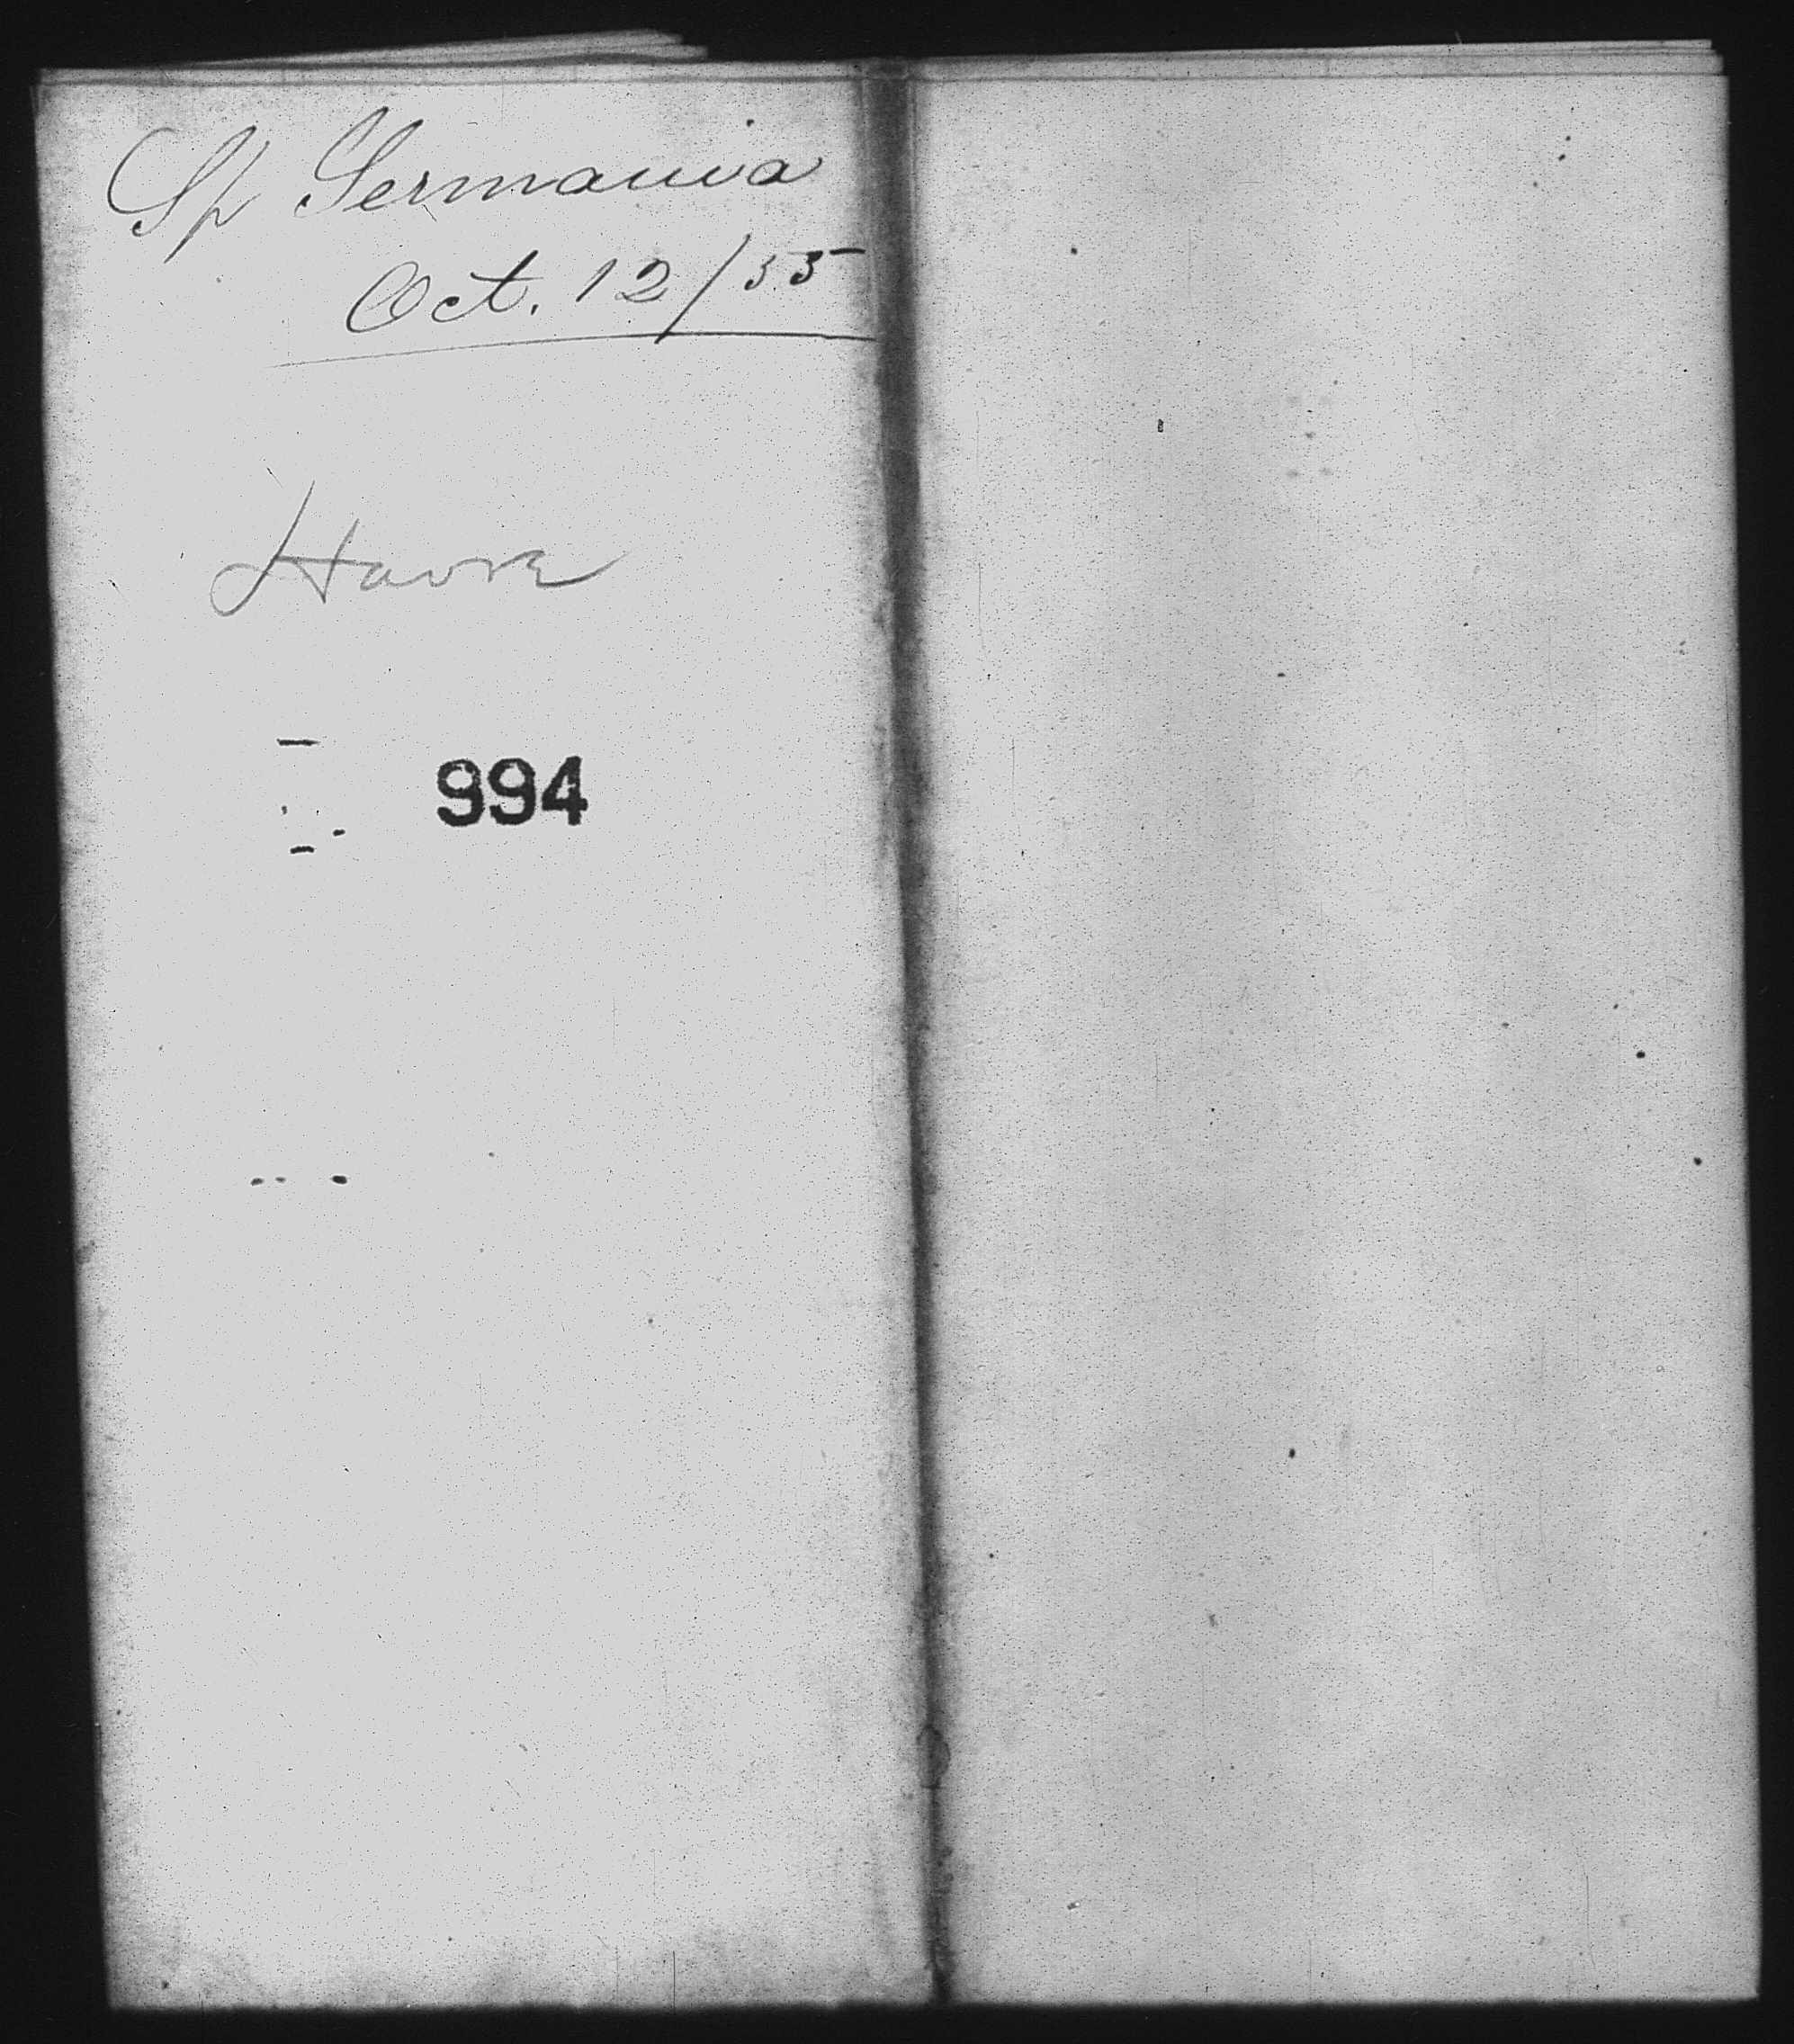 Sp Germania
Oct. 12/55
Havre
994